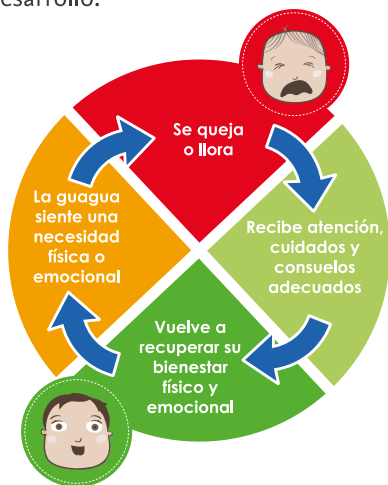 esarrollo.
Se queja
o llora
Recibe atención,
cuidados y
consuelos
adecuados
Vuelve a
recuperar su
bienestar
físico y
emocional
La guagua
siente una
necesidad
física o
emocional